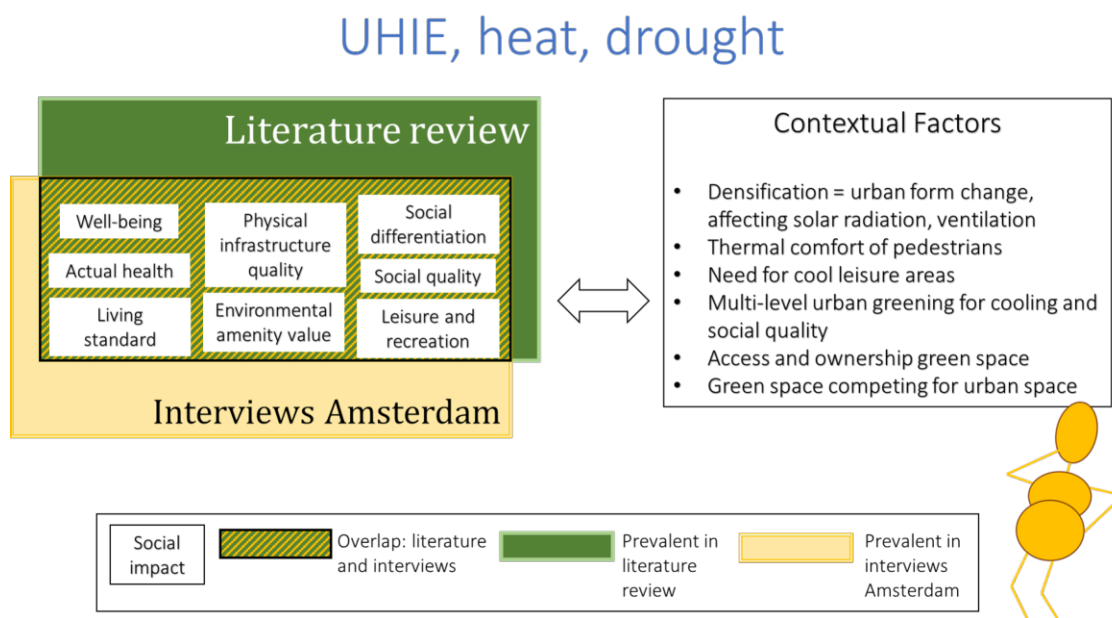 UHIE, heat, drought
Literature review
Well-being
Actual health
Living
standard
Physical
infrastructure
quality
Environmental
amenity value
Social
differentiation
Social quality
Leisure and
recreation
Interviews Amsterdam
Contextual Factors
• Densification = urban form change,
affecting solar radiation, ventilation
• Thermal comfort of pedestrians
• Need for cool leisure areas
• Multi-level urban greening for cooling and
social quality
• Access and ownership green space
• Green space competing for urban space
Social
impact
Overlap: literature
and interviews
Prevalent in
literature
review
Prevalent in
interviews
Amsterdam